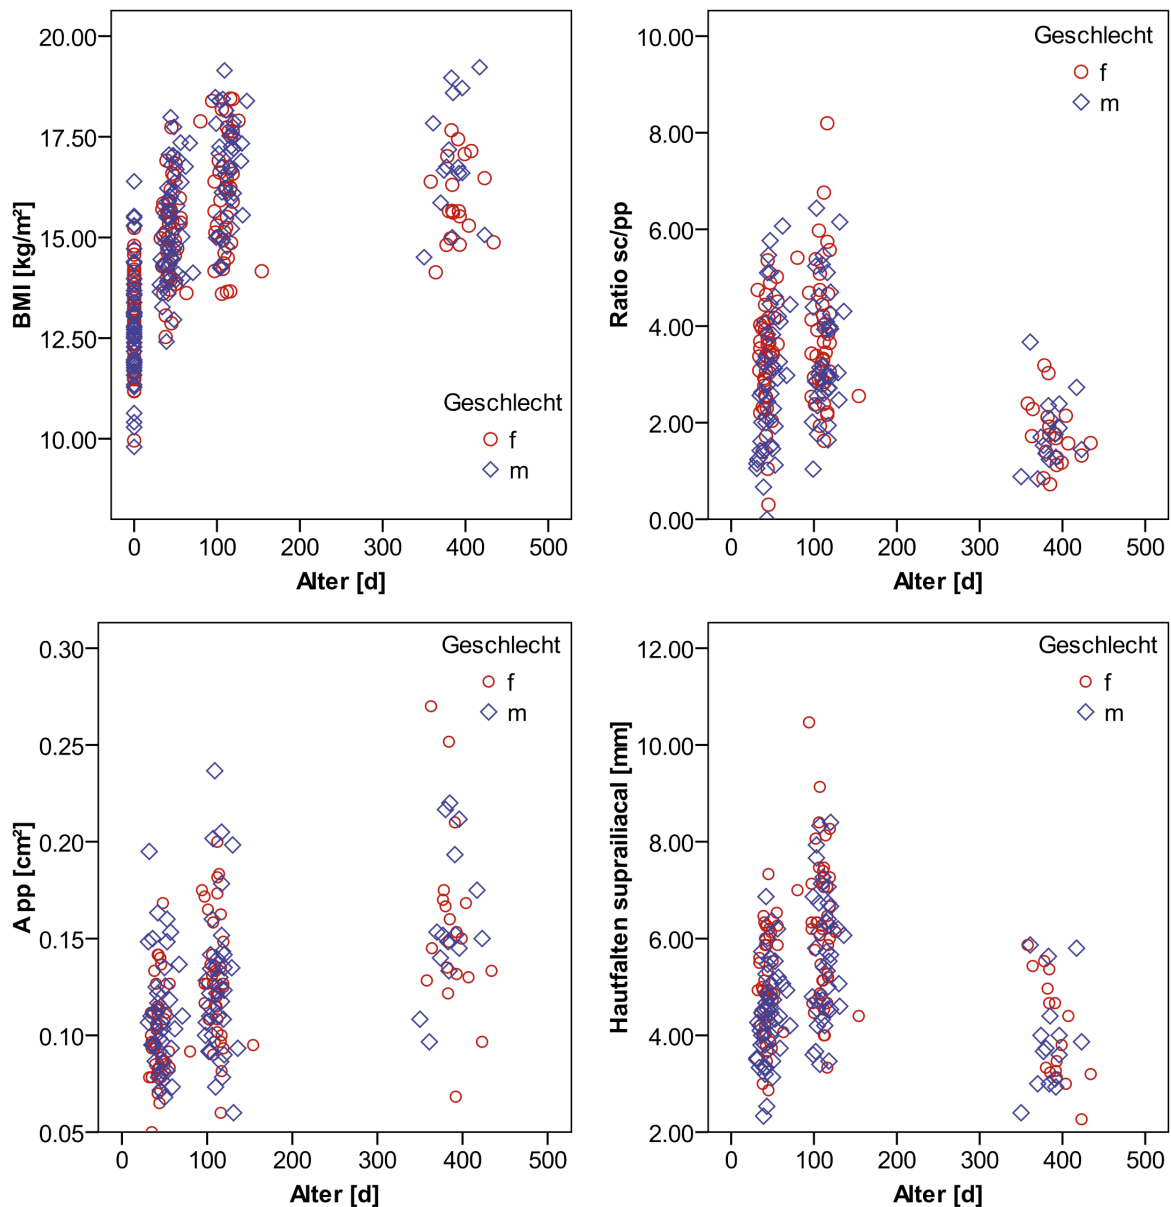 BMI [kg/m²]
20.00
17.50
15.00
12.50
10.00
Geschlecht
f
m
0 100 200 300 400 500
Alter [d]
Ratio sc/pp
10.00
8.00
6.00
4.00
2.00
0.00
Geschlecht
f
m
0 100 200 300 400 500
Alter [d]
A pp [cm²]
0.30
0.25
0.20
0.15
0.10
0.05
Geschlecht
f
m
0 100 200 300 400 500
Alter [d]
Hautfalten suprailiacal [mm]
12.00
10.00
8.00
6.00
4.00
2.00
Geschlecht
f
m
0 100 200 300 400 500
Alter [d]